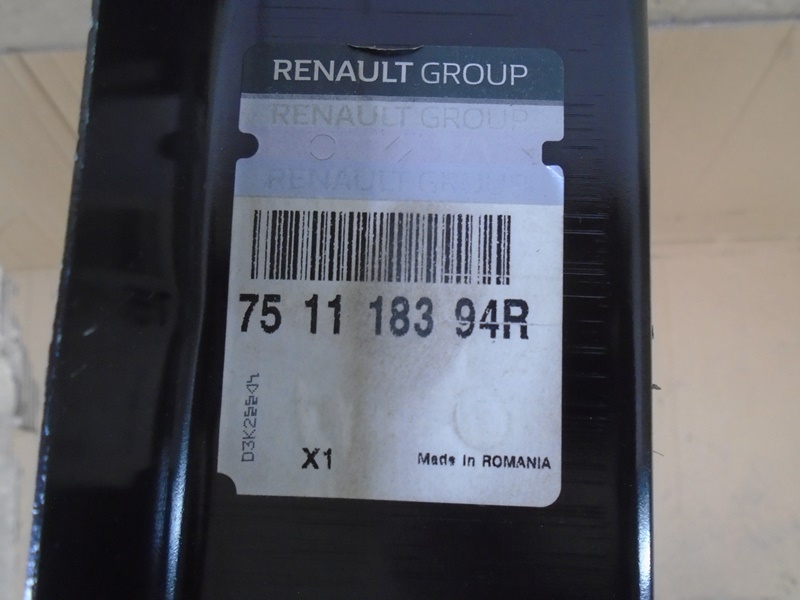 RENAULT GROUP
RENAULT GROUP
RENAULT GROUP
75 11 183 94R
X1
Made in ROMANIA